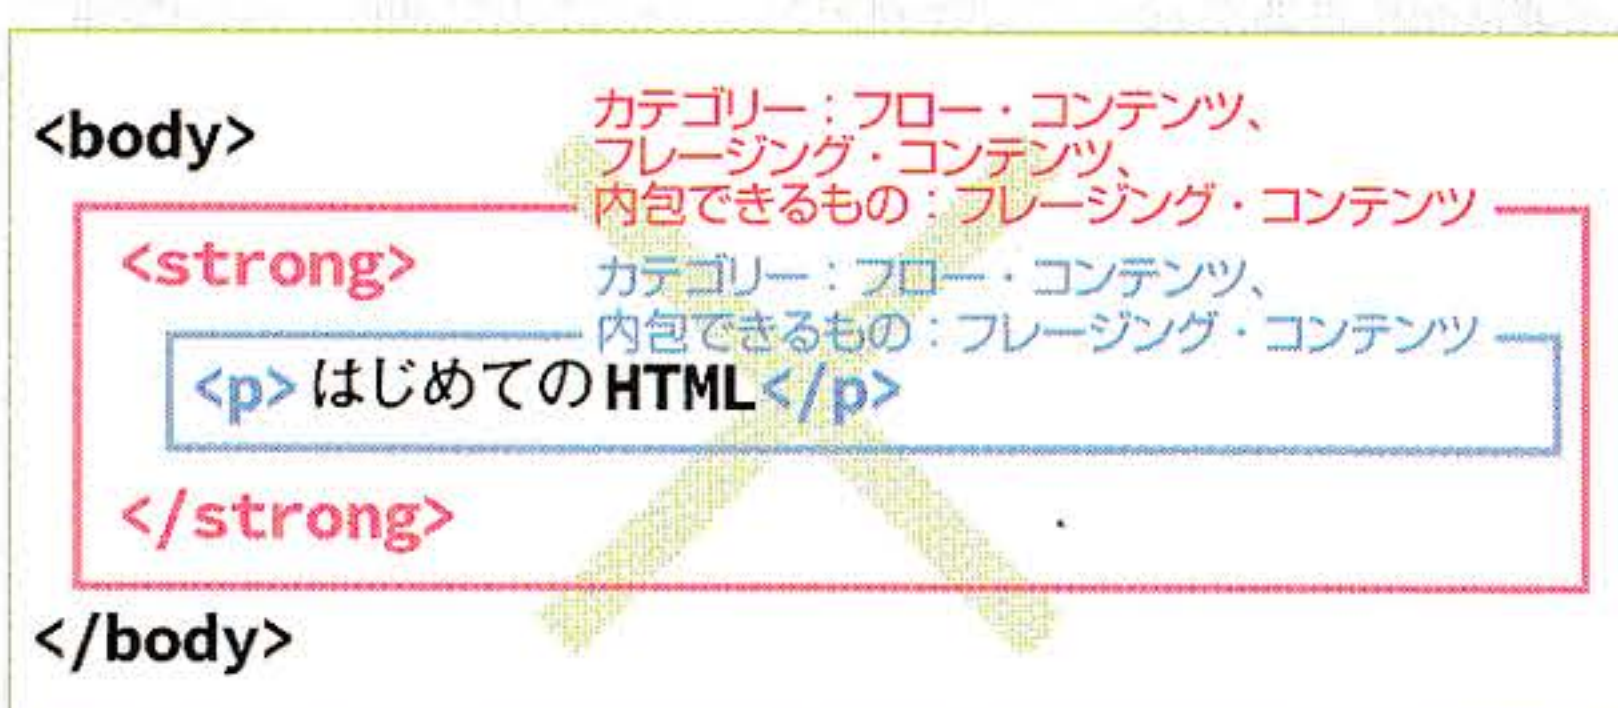 <body>
カテゴリー：フロー・コンテンツ、
フレージング・コンテンツ、
内包できるもの：フレージング・コンテンツ
<strong>
カテゴリー：フロー・コンテンツ、
内包できるもの：フレージング・コンテンツ
<p>はじめてのHTML</p>
</strong>
</body>